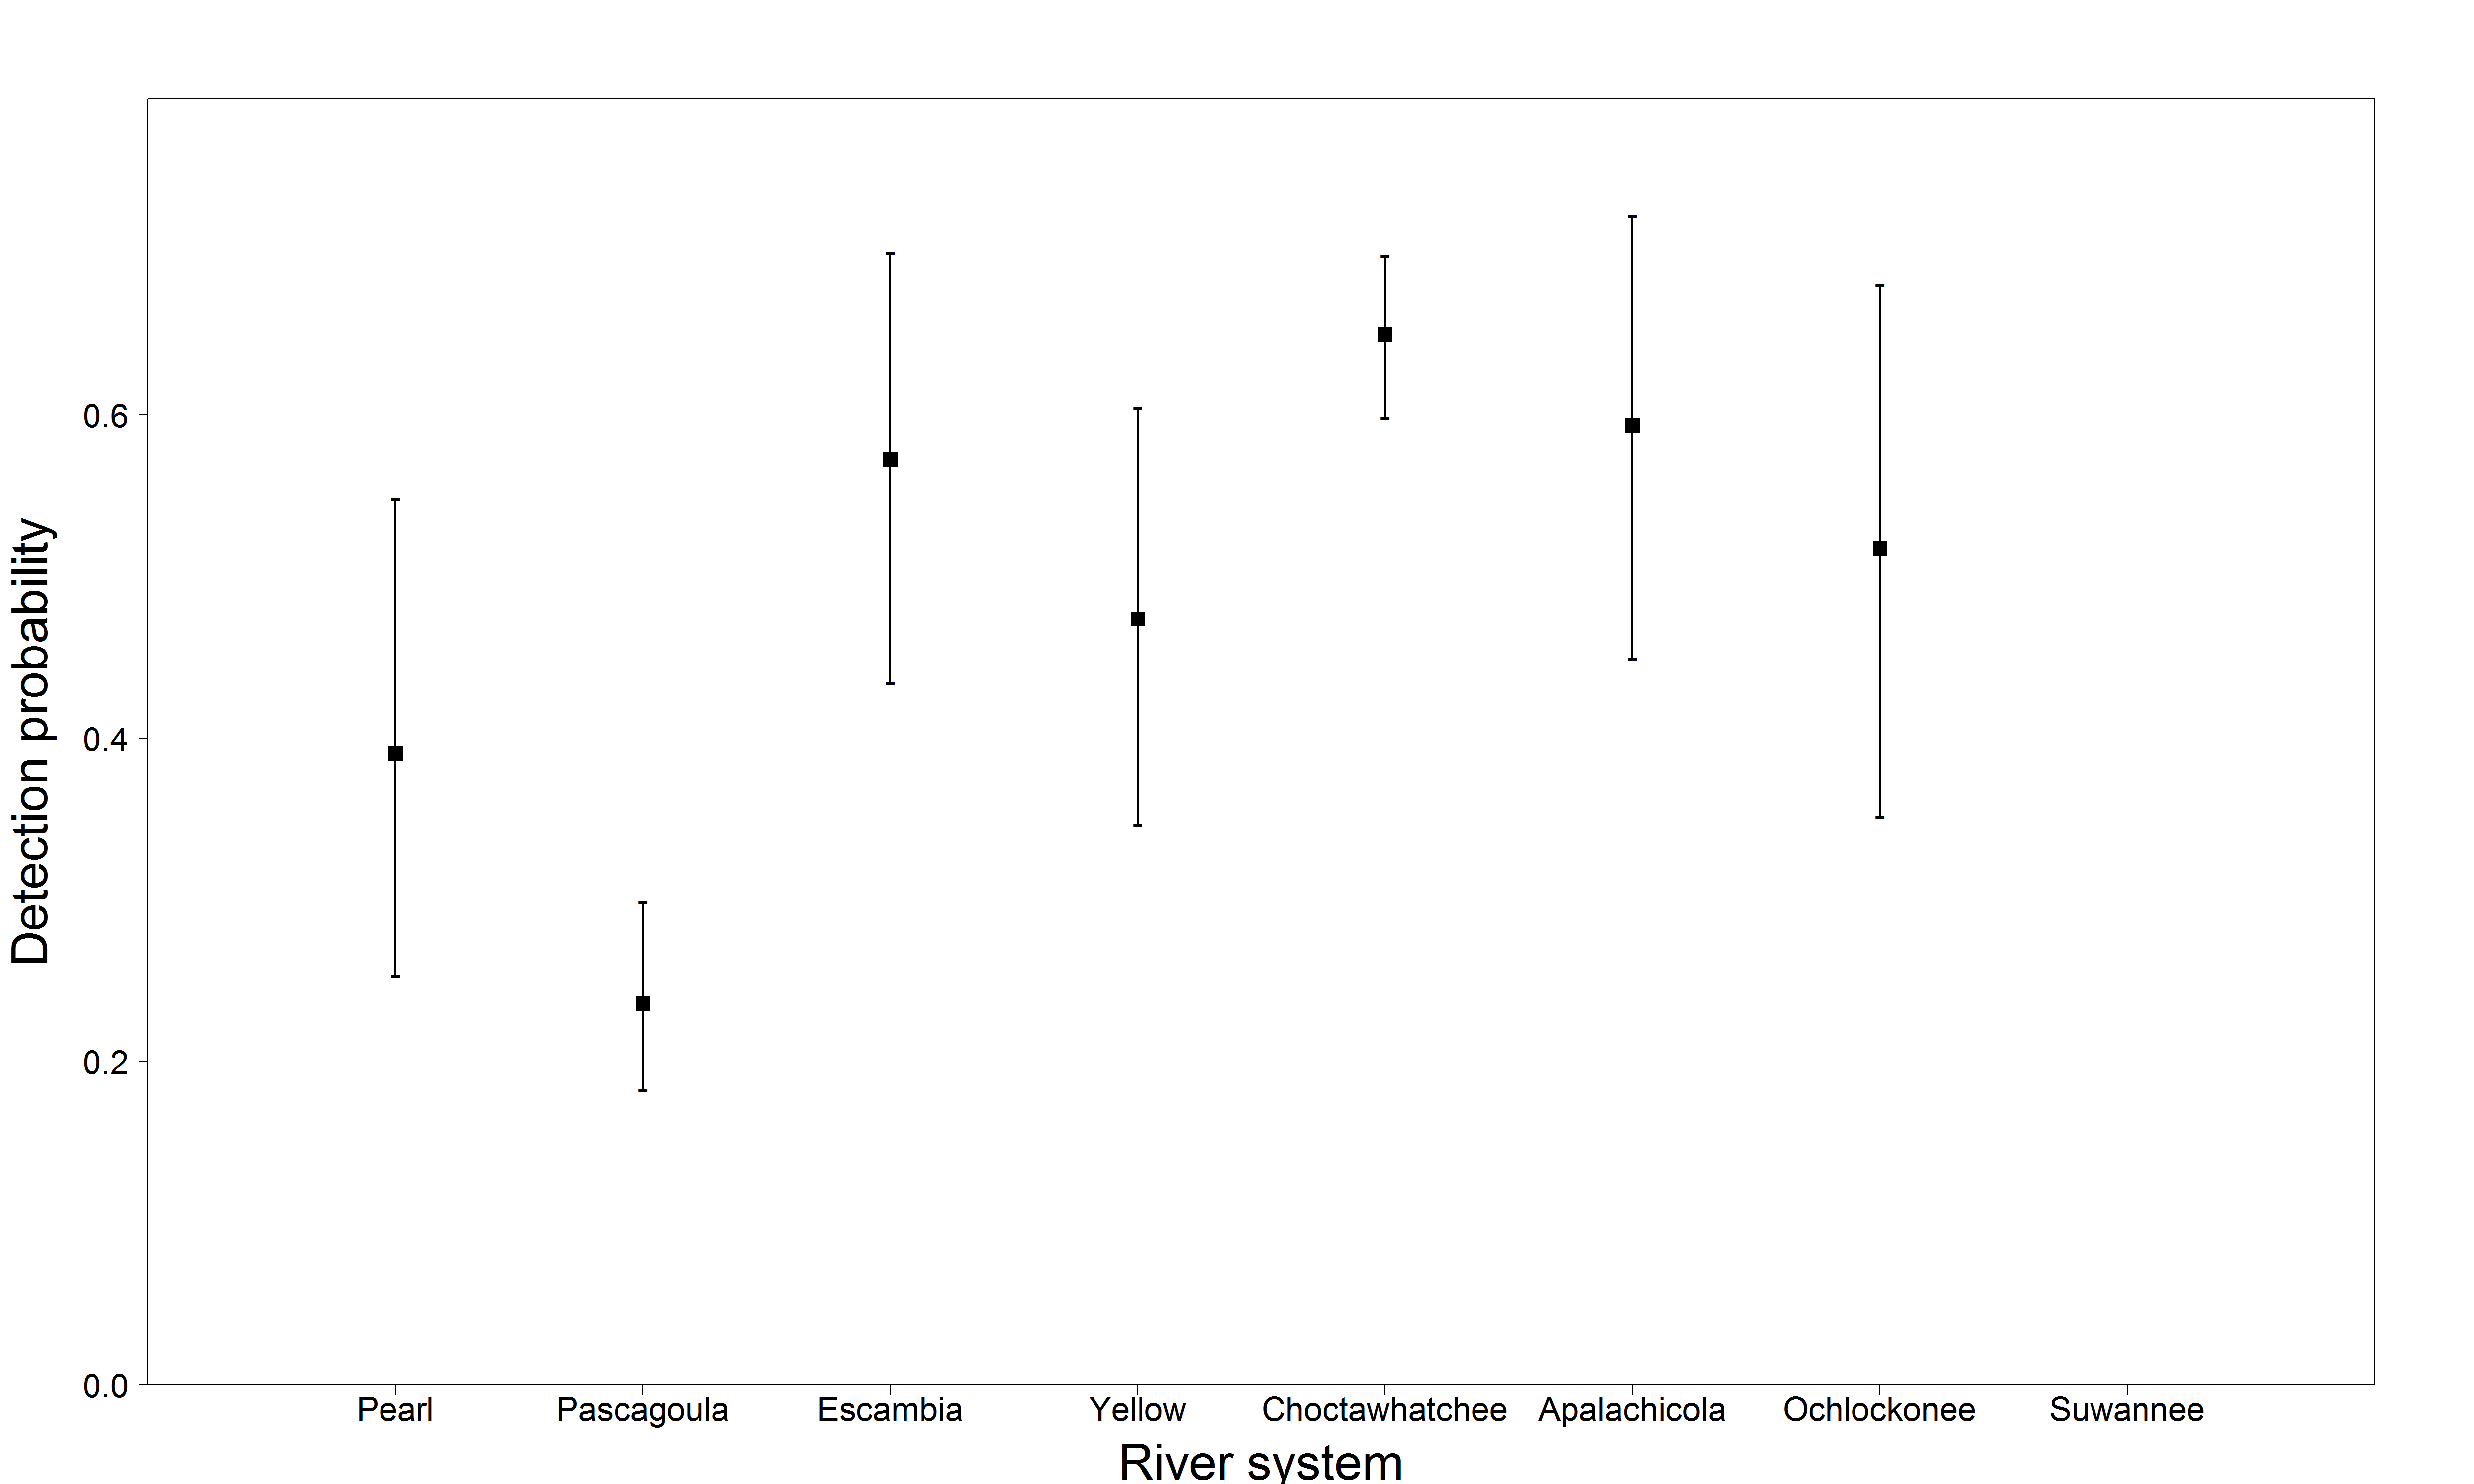 Detection probability
0.6
0.4
0.2
0.0
Pearl Pascagoula Escambia Yellow Choctawhatchee Apalachicola Ochlockonee Suwannee
River system